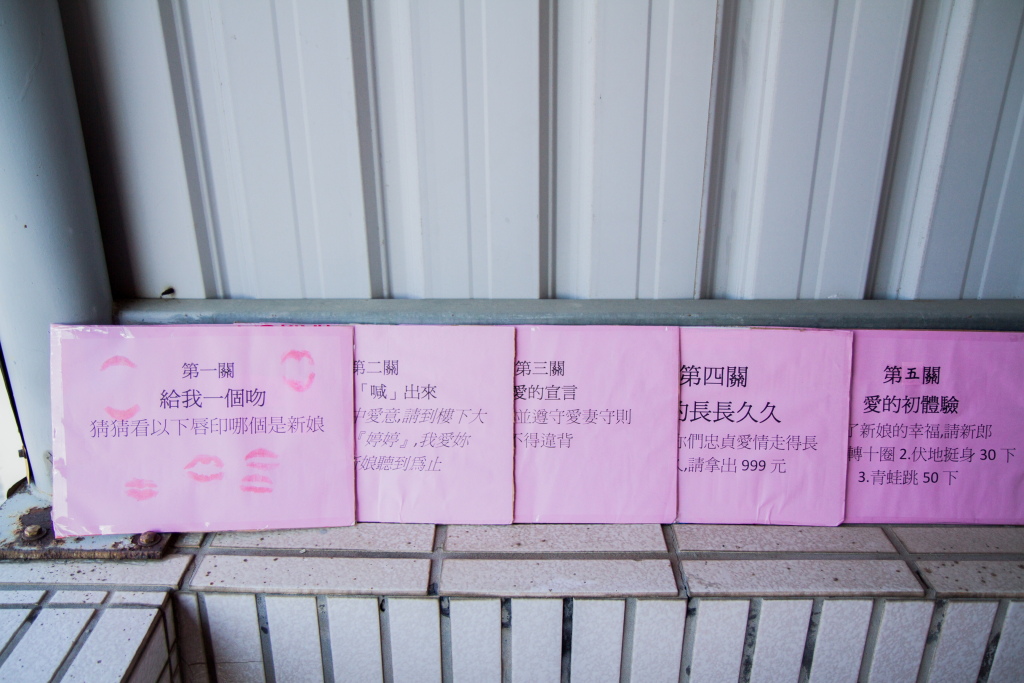 第一關
給我一個吻
猜猜看以下唇印哪個是新娘
第二關
「喊」出來
中愛意,請到樓下大
『婷婷』,我愛妳
新娘聽到為止
第三關
愛的宣言
並遵守愛妻守則
不得違背
第四關
的長長久久
你們忠貞愛情走得長
久,請拿出 999 元
第五關
愛的初體驗
了新娘的幸福,請新郎
轉十圈 2.伏地挺身 30 下
3.青蛙跳 50 下